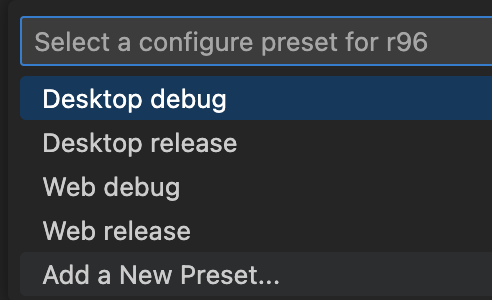 Select a configure preset for r96
Desktop debug
Desktop release
Web debug
Web release
Add a New Preset...